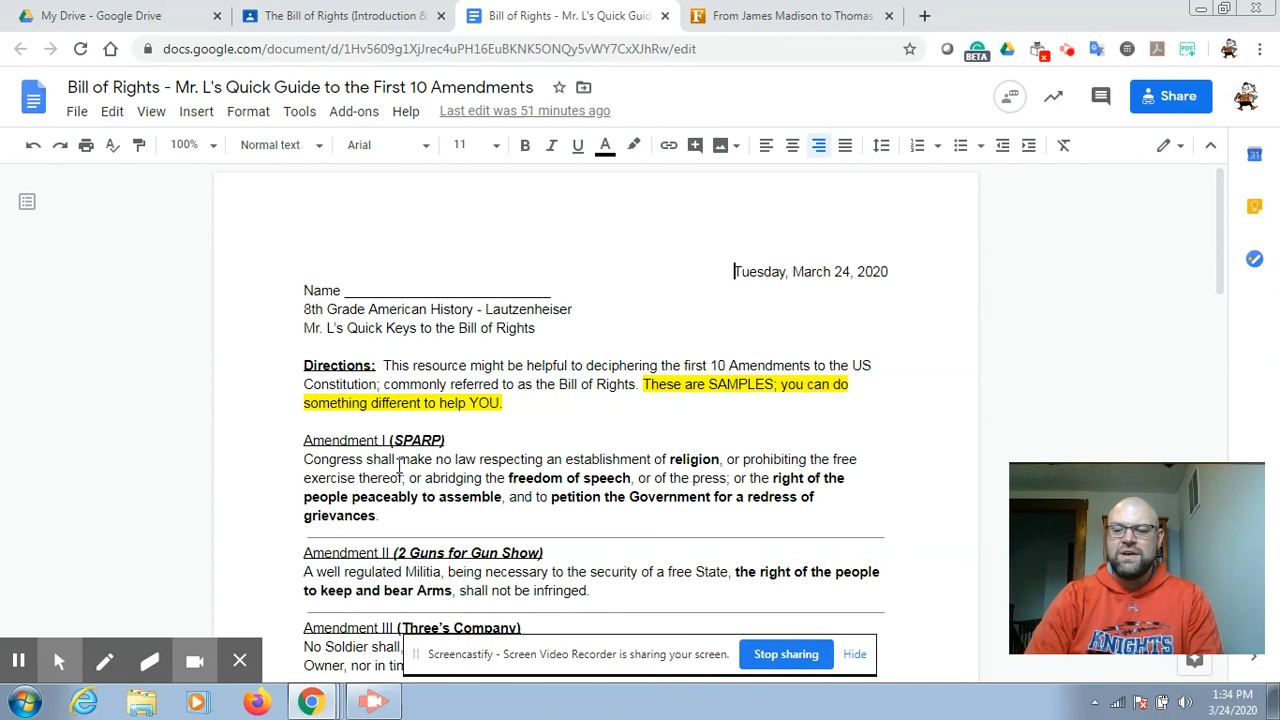 My Drive - Google Drive
The Bill of Rights (Introduction &
Bill of Rights - Mr. L's Quick Guid
From James Madison to Thomas
docs.google.com/document/d/1Hv5609g1XjJrec4uPH16EuBKNK5ONQy5vWY7CxXJhRw/edit
BETA
Bill of Rights - Mr. L's Quick Guide to the First 10 Amendments
File Edit View Insert Format Tools Add-ons Help Last edit was 51 minutes ago
Share
100% Normal text Arial 11 B I U A
31
Tuesday, March 24, 2020
Name
8th Grade American History - Lautzenheiser
Mr. L's Quick Keys to the Bill of Rights
Directions: This resource might be helpful to deciphering the first 10 Amendments to the US
Constitution; commonly referred to as the Bill of Rights. These are SAMPLES; you can do
something different to help YOU.
Amendment I (SPARP)
Congress shall make no law respecting an establishment of religion, or prohibiting the free
exercise thereof; or abridging the freedom of speech, or of the press; or the right of the
people peaceably to assemble, and to petition the Government for a redress of
grievances.
Amendment II (2 Guns for Gun Show)
A well regulated Militia, being necessary to the security of a free State, the right of the people
to keep and bear Arms, shall not be infringed.
Amendment III (Three's Company)
No Soldier shall,
Owner, nor in tim
Screencastify - Screen Video Recorder is sharing your screen. Stop sharing Hide
KNIGHTS
1:34 PM
3/24/2020